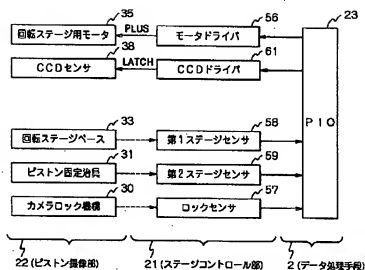 35 56 23
回転ステージ用モータ PLUS モータドライバ
38 61
CCDセンサ LATCH CCDドライバ
PIO
33 58
回転ステージベース 第1ステージセンサ
31 59
ピストン固定治具 第2ステージセンサ
30 57
カメラロック機構 ロックセンサ
22 (ピストン撮像部) 21 (ステージコントロール部) 2 (データ処理手段)